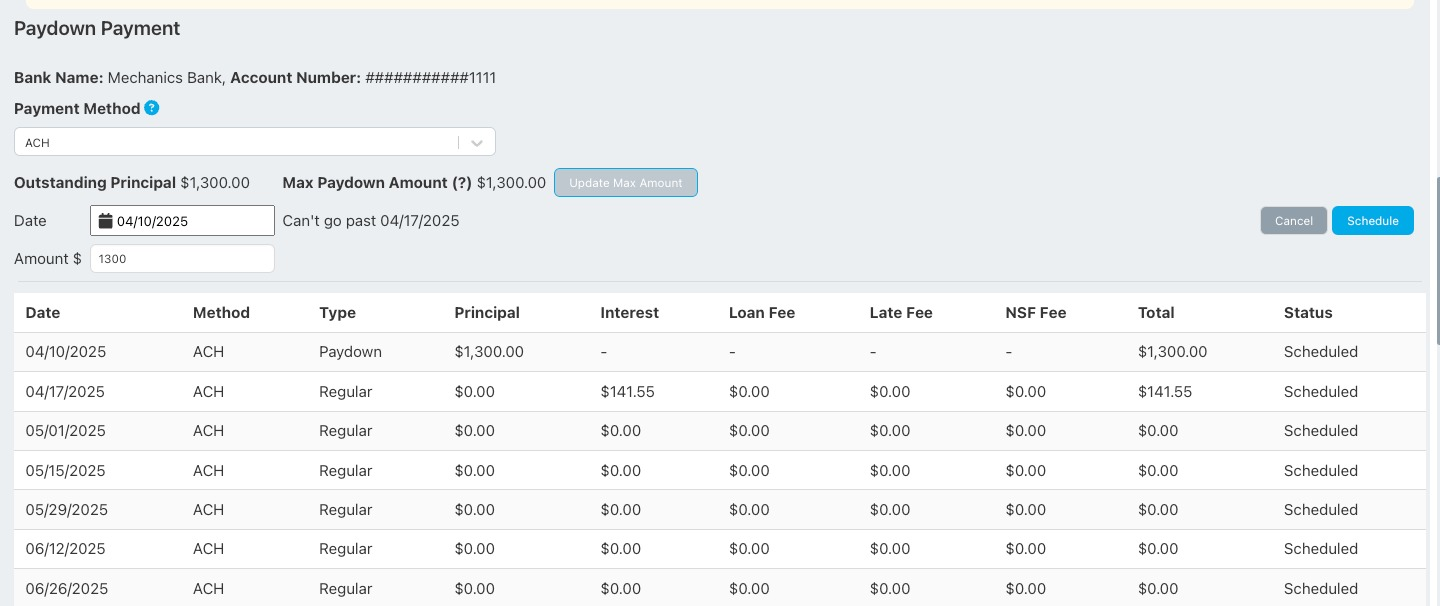 Paydown Payment
Bank Name: Mechanics Bank, Account Number: ###########1111
Payment Method ?
ACH
Outstanding Principal $1,300.00 Max Paydown Amount (?) $1,300.00 Update Max Amount
Date 04/10/2025 Can't go past 04/17/2025 Cancel Schedule
Amount $ 1300
Date Method Type Principal Interest Loan Fee Late Fee NSF Fee Total Status
04/10/2025 ACH Paydown $1,300.00 - - - - $1,300.00 Scheduled
04/17/2025 ACH Regular $0.00 $141.55 $0.00 $0.00 $0.00 $141.55 Scheduled
05/01/2025 ACH Regular $0.00 $0.00 $0.00 $0.00 $0.00 $0.00 Scheduled
05/15/2025 ACH Regular $0.00 $0.00 $0.00 $0.00 $0.00 $0.00 Scheduled
05/29/2025 ACH Regular $0.00 $0.00 $0.00 $0.00 $0.00 $0.00 Scheduled
06/12/2025 ACH Regular $0.00 $0.00 $0.00 $0.00 $0.00 $0.00 Scheduled
06/26/2025 ACH Regular $0.00 $0.00 $0.00 $0.00 $0.00 $0.00 Scheduled